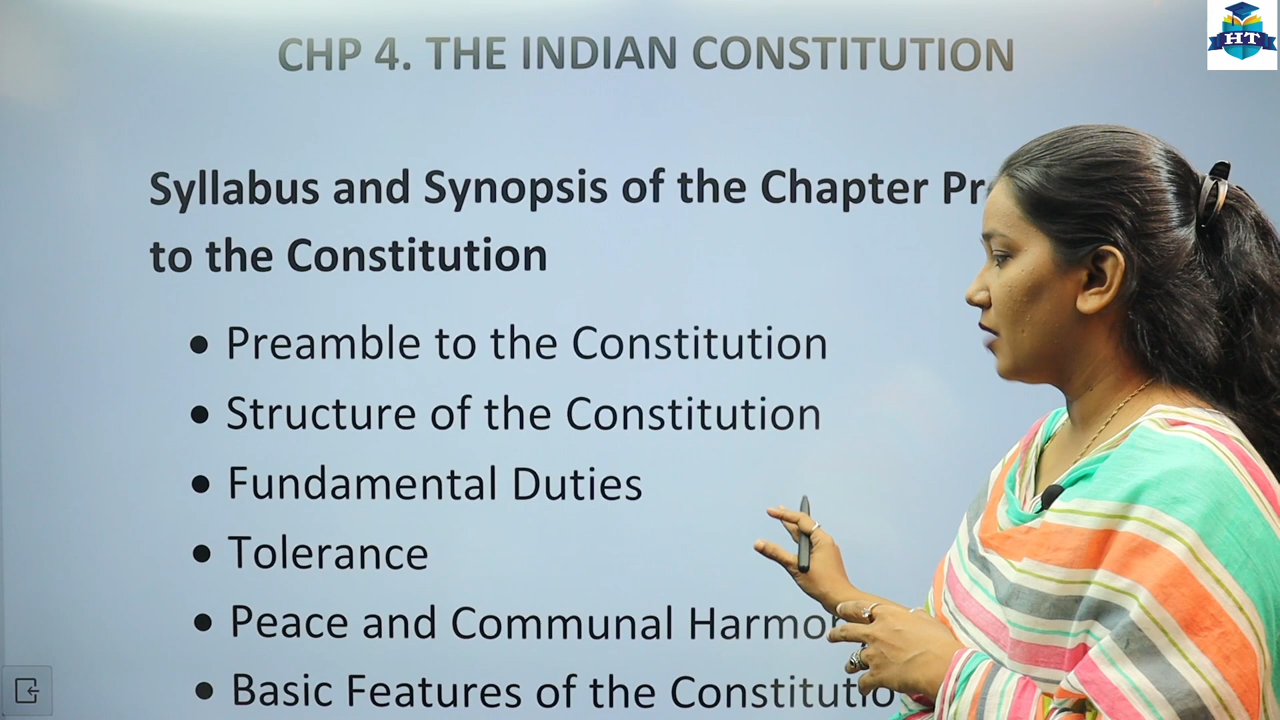 CHP 4. THE INDIAN CONSTITUTION
HT
Syllabus and Synopsis of the Chapter
to the Constitution
• Preamble to the Constitution
• Structure of the Constitution
• Fundamental Duties
• Tolerance
• Peace and Communal
• Basic Features of the